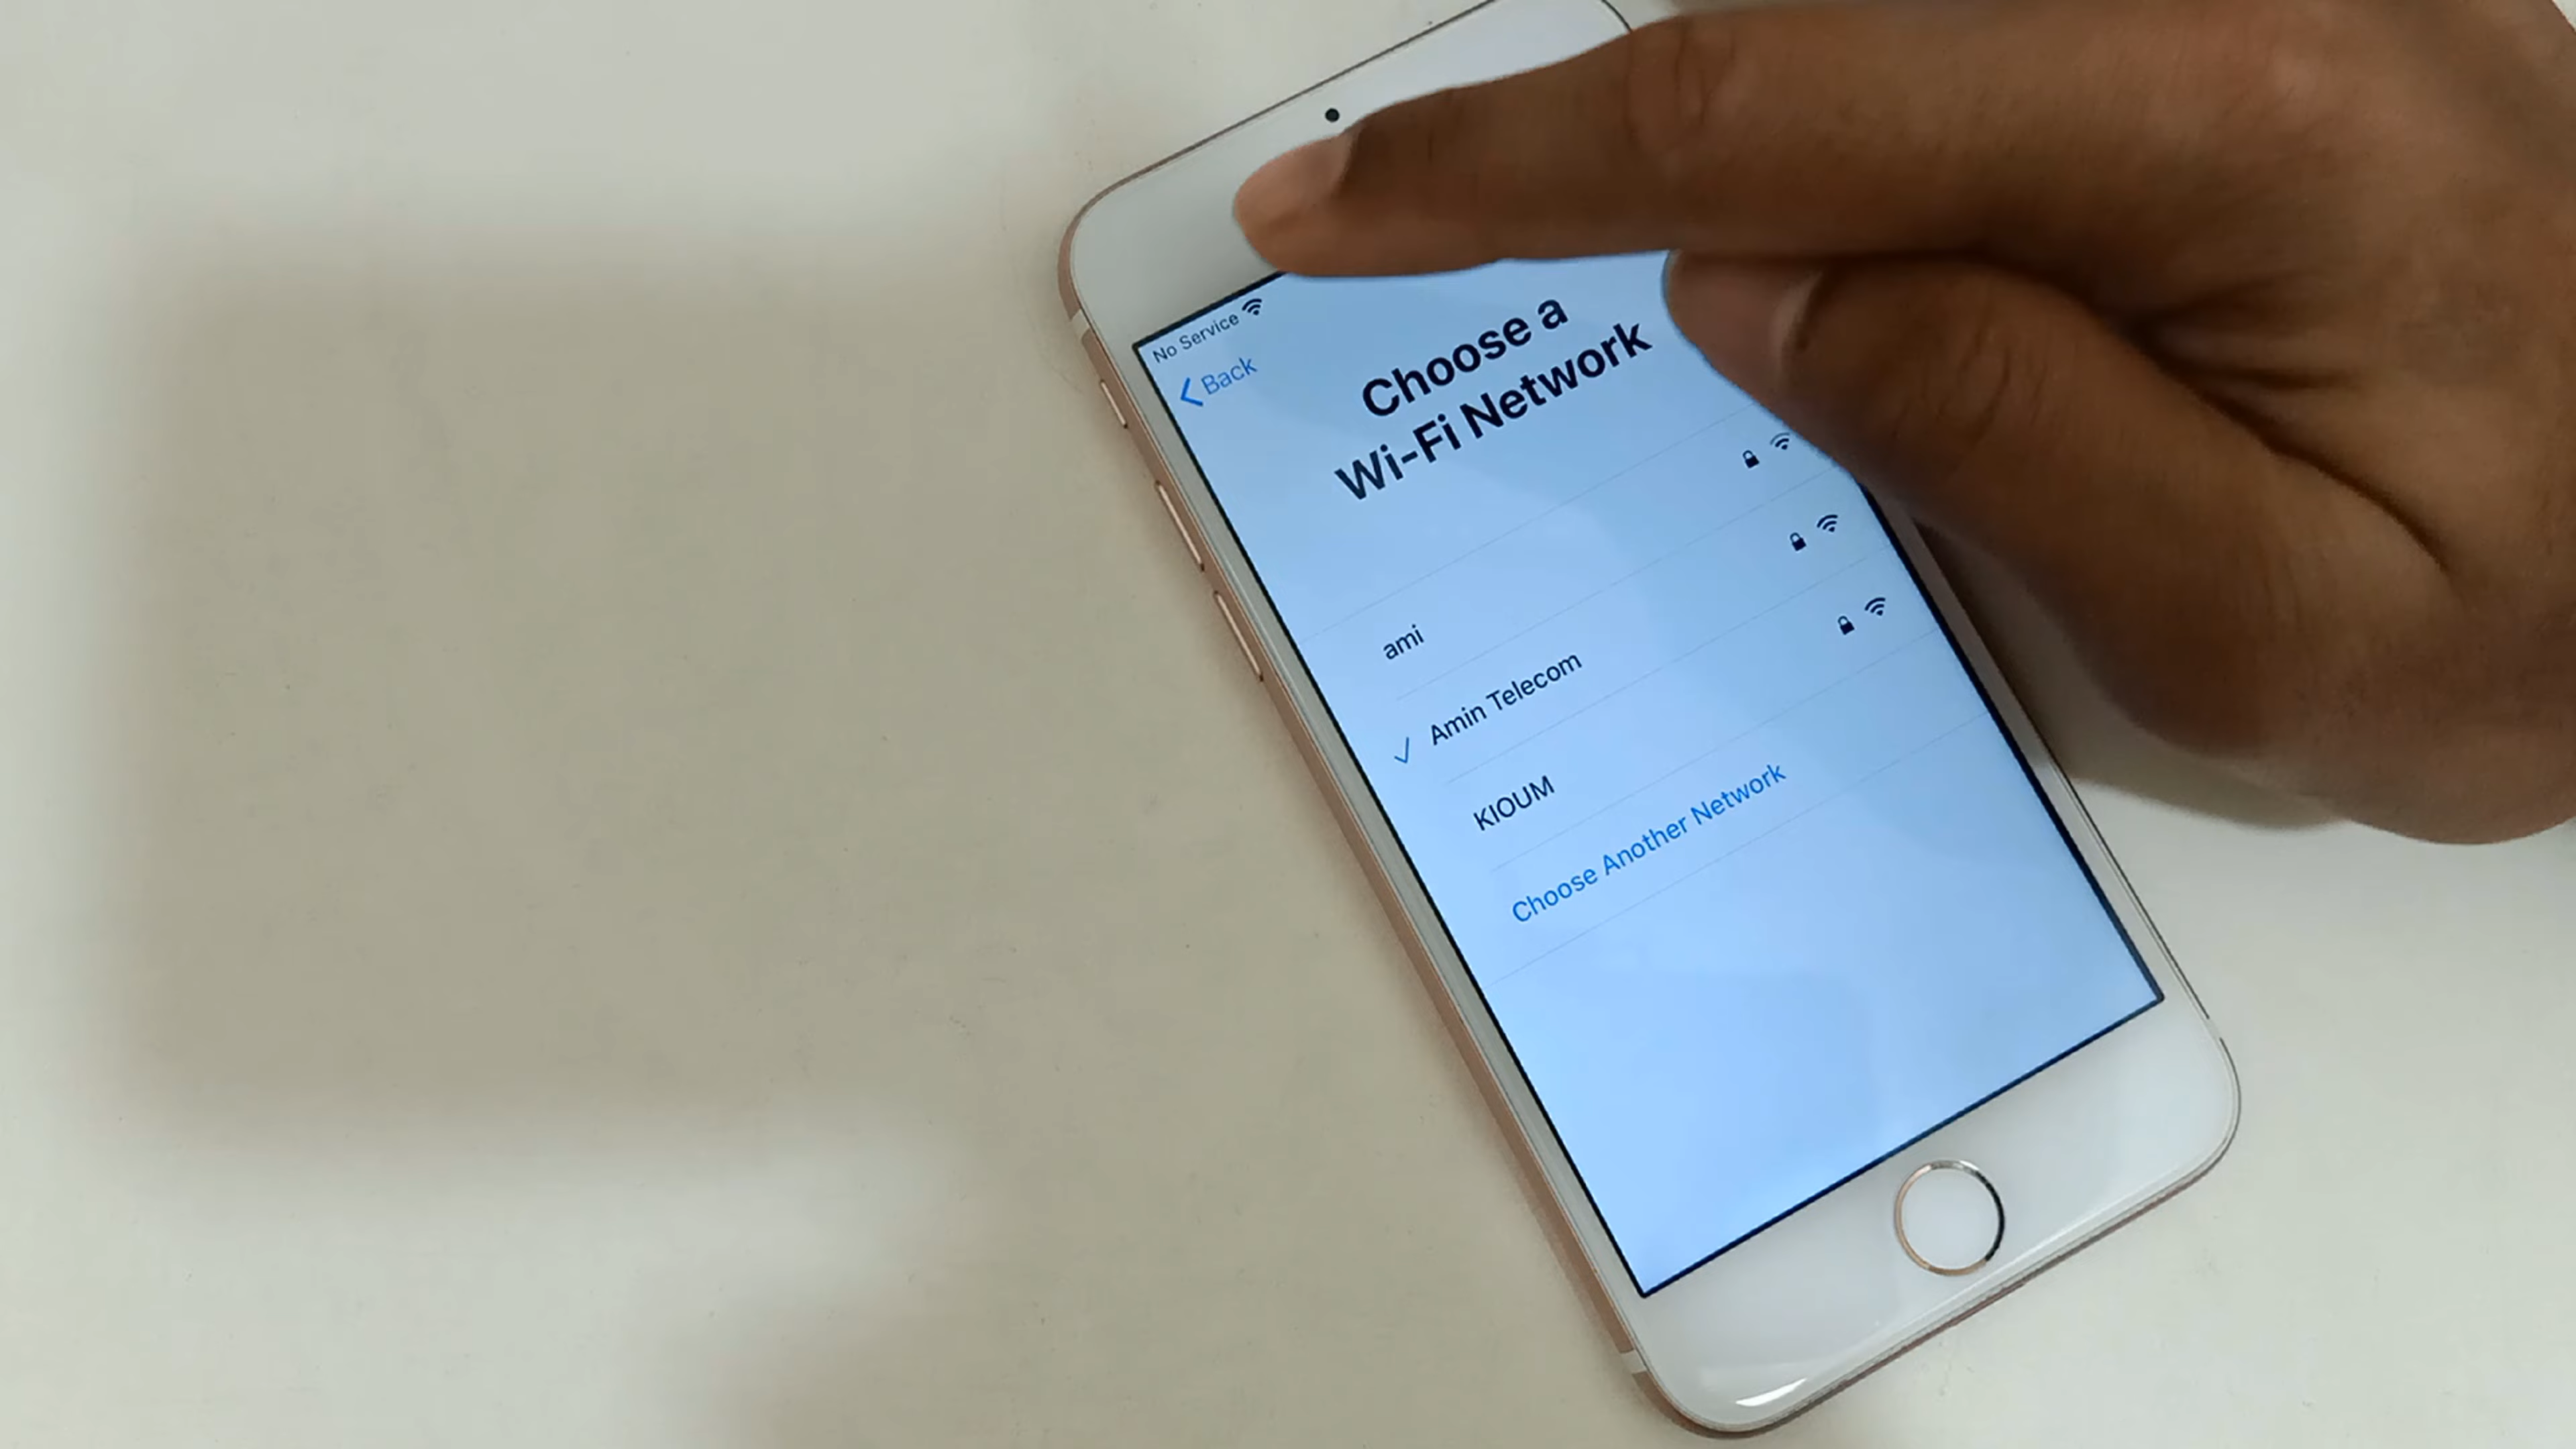 No Service
Back
Choose a
Wi-Fi Network
ami
Amin Telecom
KIOUM
Choose Another Network